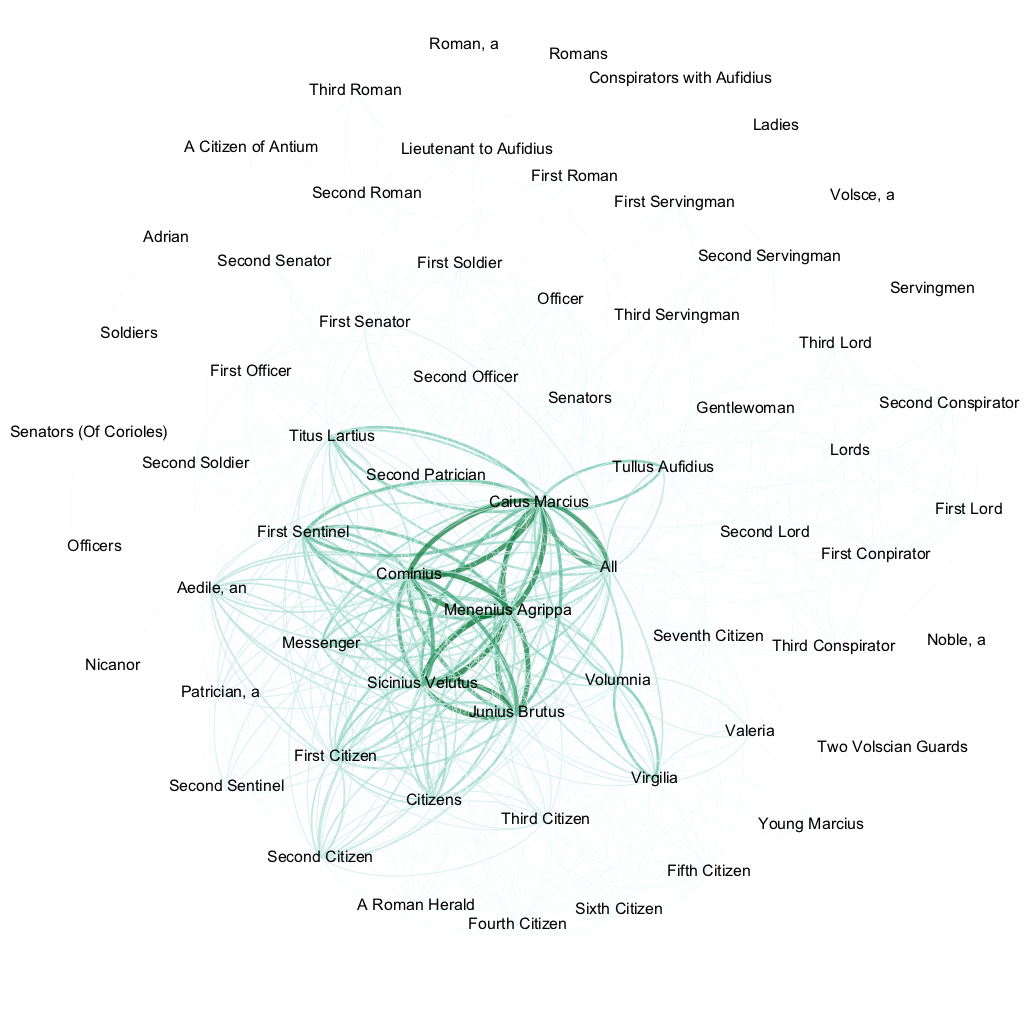 Roman, a
Romans
Conspirators with Aufidius
Third Roman
Ladies
A Citizen of Antium
Lieutenant to Aufidius
First Roman
Second Roman
Volsce, a
First Servingman
Adrian
Second Servingman
Second Senator
First Soldier
Servingmen
Officer
Third Servingman
First Senator
Soldiers
Third Lord
First Officer
Second Officer
Senators
Second Conspirator
Gentlewoman
Senators (Of Corioles)
Titus Lartius
Lords
Second Soldier
Tullus Aufidius
Second Patrician
Caius Marcius
First Lord
First Sentinel
Second Lord
Officers
First Conpirator
All
Cominius
Aedile, an
Menenius Agrippa
Seventh Citizen
Noble, a
Messenger
Third Conspirator
Nicanor
Volumnia
Sicinius Velutus
Patrician, a
Junius Brutus
Valeria
Two Volscian Guards
First Citizen
Virgilia
Second Sentinel
Citizens
Third Citizen
Young Marcius
Second Citizen
Fifth Citizen
A Roman Herald
Sixth Citizen
Fourth Citizen